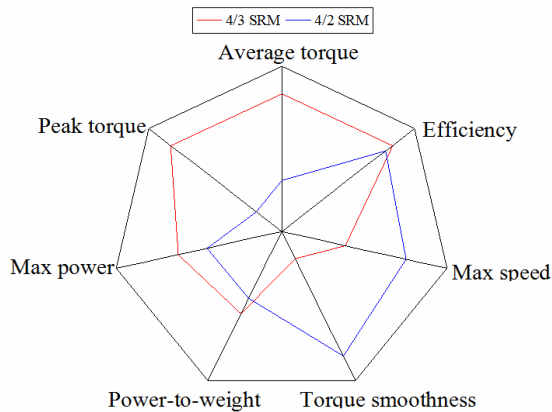 4/3 SRM 4/2 SRM
Average torque
Peak torque
Efficiency
Max power
Max speed
Power-to-weight
Torque smoothness